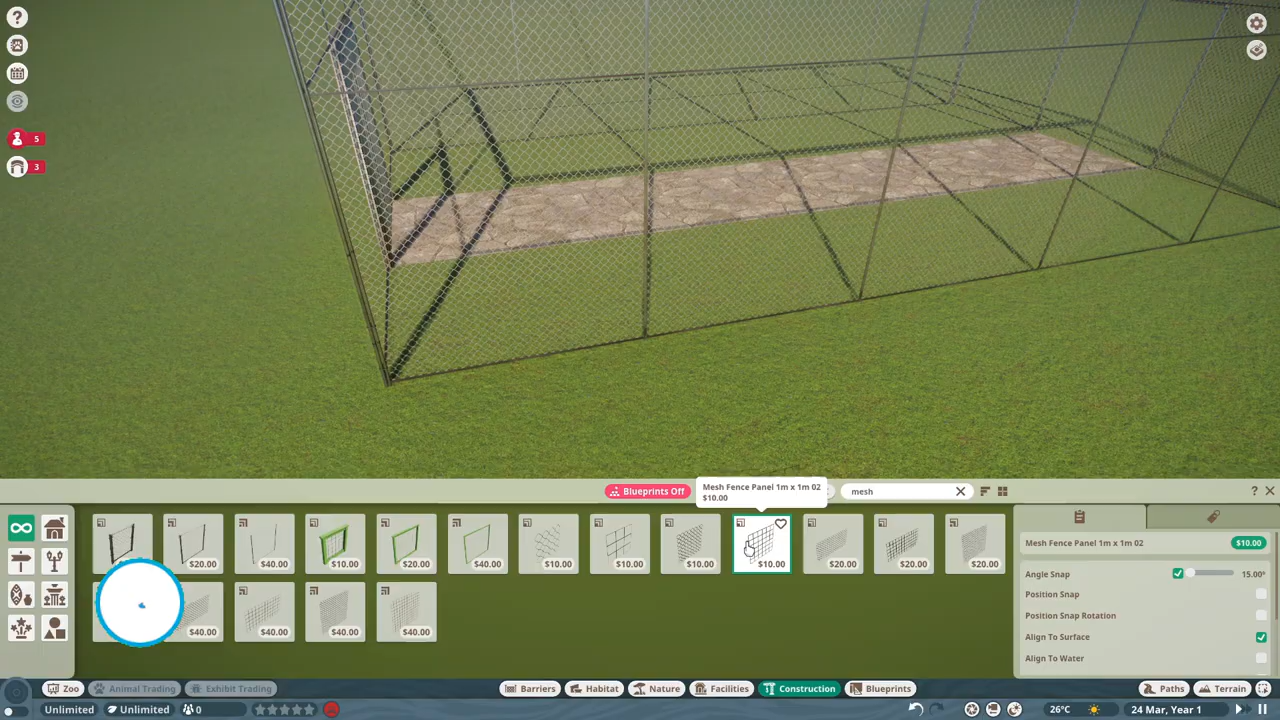 ?
5
3
Blueprints Off
Mesh Fence Panel 1m x 1m 02
$10.00
mesh
?
$20.00
$40.00
$10.00
$20.00
$40.00
$10.00
$10.00
$10.00
$10.00
$20.00
$20.00
$20.00
$40.00
$40.00
$40.00
$40.00
Mesh Fence Panel 1m x 1m 02
$10.00
Angle Snap
15.00°
Position Snap
Position Snap Rotation
Align To Surface
Align To Water
Zoo
Animal Trading
Exhibit Trading
Barriers
Habitat
Nature
Facilities
Construction
Blueprints
Paths
Terrain
Unlimited
Unlimited
0
26°C
24 Mar, Year 1